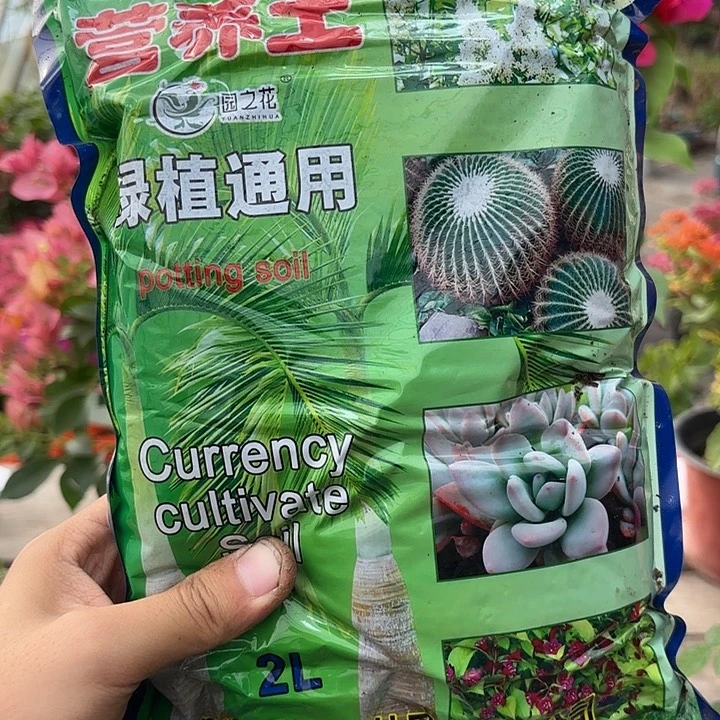 营养土
园之花
YUANZHIHUA
绿植通用
potting soil
Currency
cultivate
Soil
2L